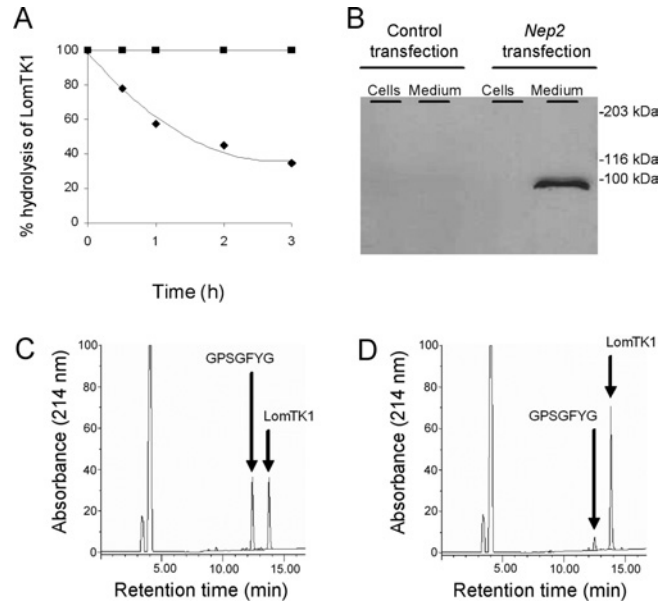 A
% hydrolysis of LomTK1
100
80
60
40
20
0
0
1
2
3
Time (h)
B
Control transfection
Nep2 transfection
Cells
Medium
Cells
Medium
-203 kDa
-116 kDa
-100 kDa
C
Absorbance (214 nm)
100
80
60
40
20
0
GPSGFYG
LomTK1
5.00
10.00
15.00
Retention time (min)
D
Absorbance (214 nm)
100
80
60
40
20
0
LomTK1
GPSGFYG
5.00
10.00
15.00
Retention time (min)